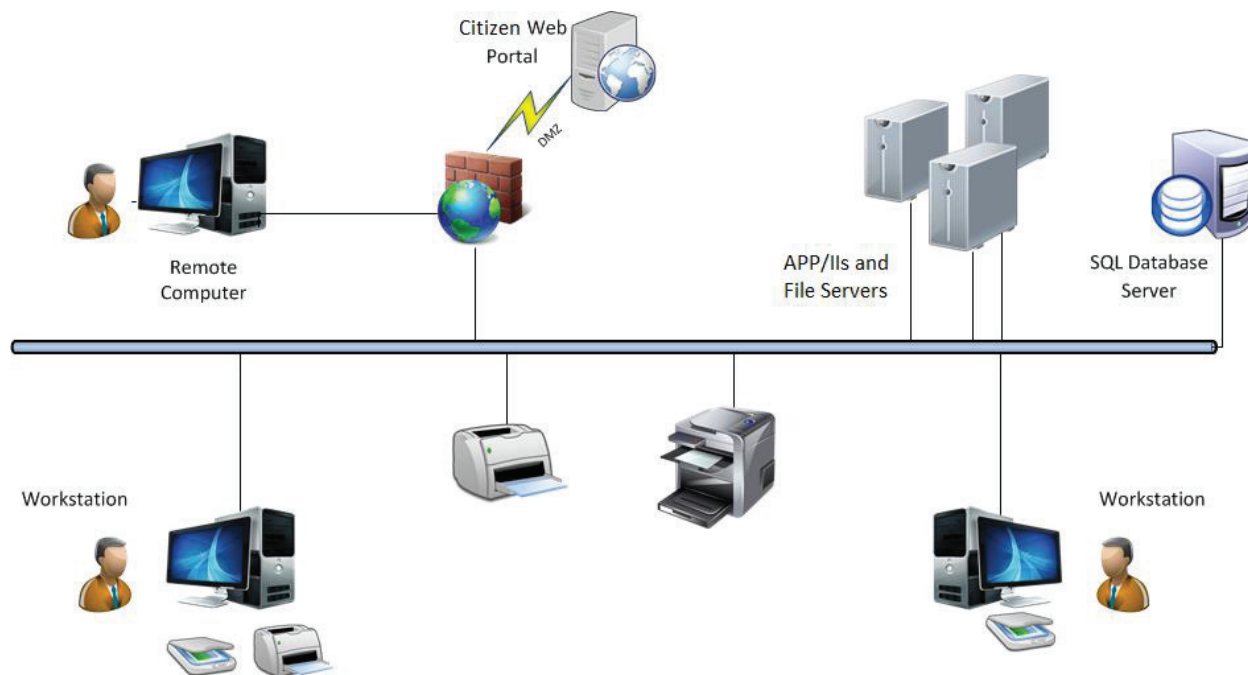 Citizen Web
Portal
DMZ
Remote
Computer
APP/IIs and
File Servers
SQL Database
Server
Workstation
Workstation